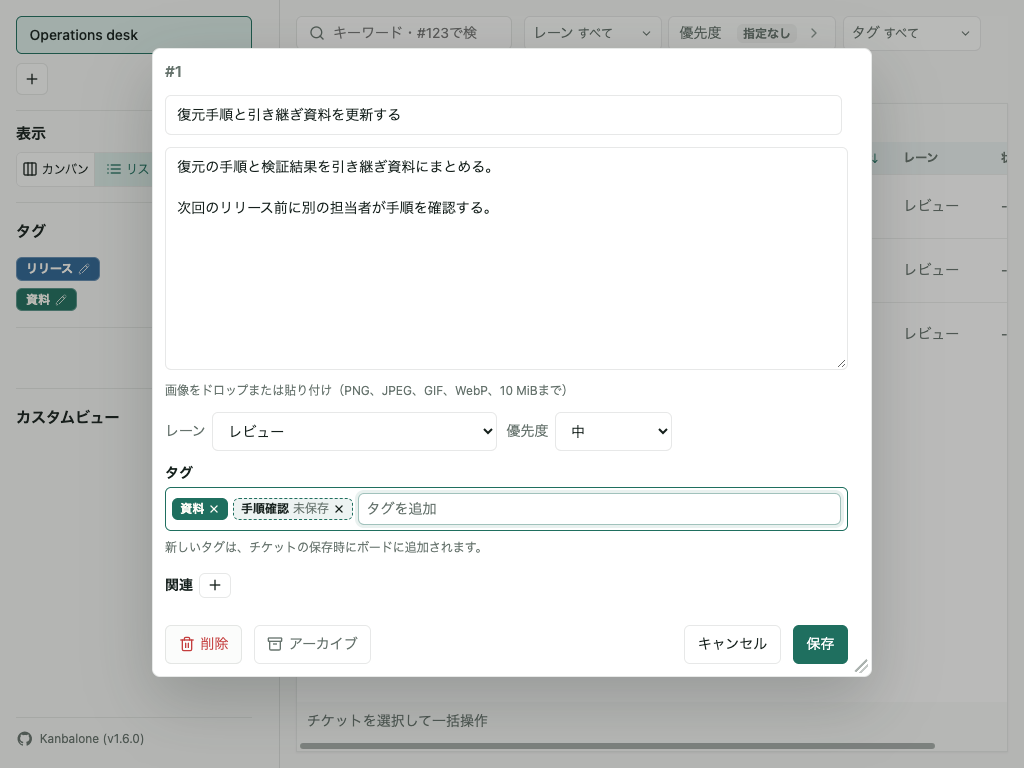 Operations desk
キーワード・#123で検
レーン すべて
優先度 指定なし
タグ すべて
表示
カンバン
リス
タグ
リリース
資料
カスタムビュー
Kanbalone (v1.6.0)
#1
復元手順と引き継ぎ資料を更新する
復元の手順と検証結果を引き継ぎ資料にまとめる。
次回のリリース前に別の担当者が手順を確認する。
画像をドロップまたは貼り付け（PNG、JPEG、GIF、WebP、10 MiBまで）
レーン レビュー 優先度 中
タグ
資料 × 手順確認 未保存 × タグを追加
新しいタグは、チケットの保存時にボードに追加されます。
関連 +
削除 アーカイブ キャンセル 保存
↓ レーン
レビュー -
レビュー -
レビュー -
チケットを選択して一括操作